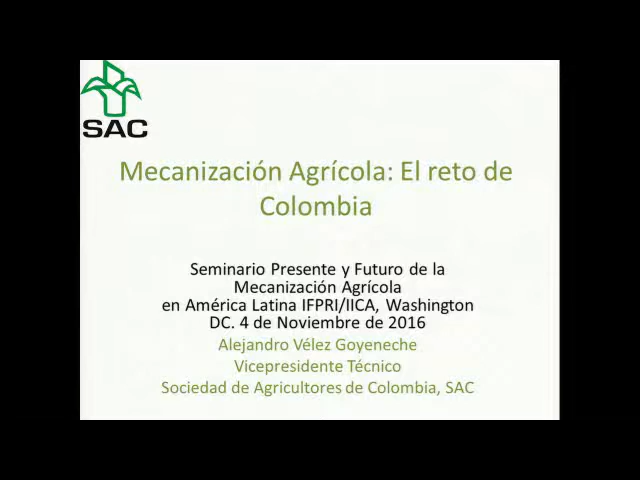 SAC
Mecanización Agrícola: El reto de
Colombia
Seminario Presente y Futuro de la
Mecanización Agrícola
en América Latina IFPRI/IICA, Washington
DC. 4 de Noviembre de 2016
Alejandro Vélez Goyeneche
Vicepresidente Técnico
Sociedad de Agricultores de Colombia, SAC